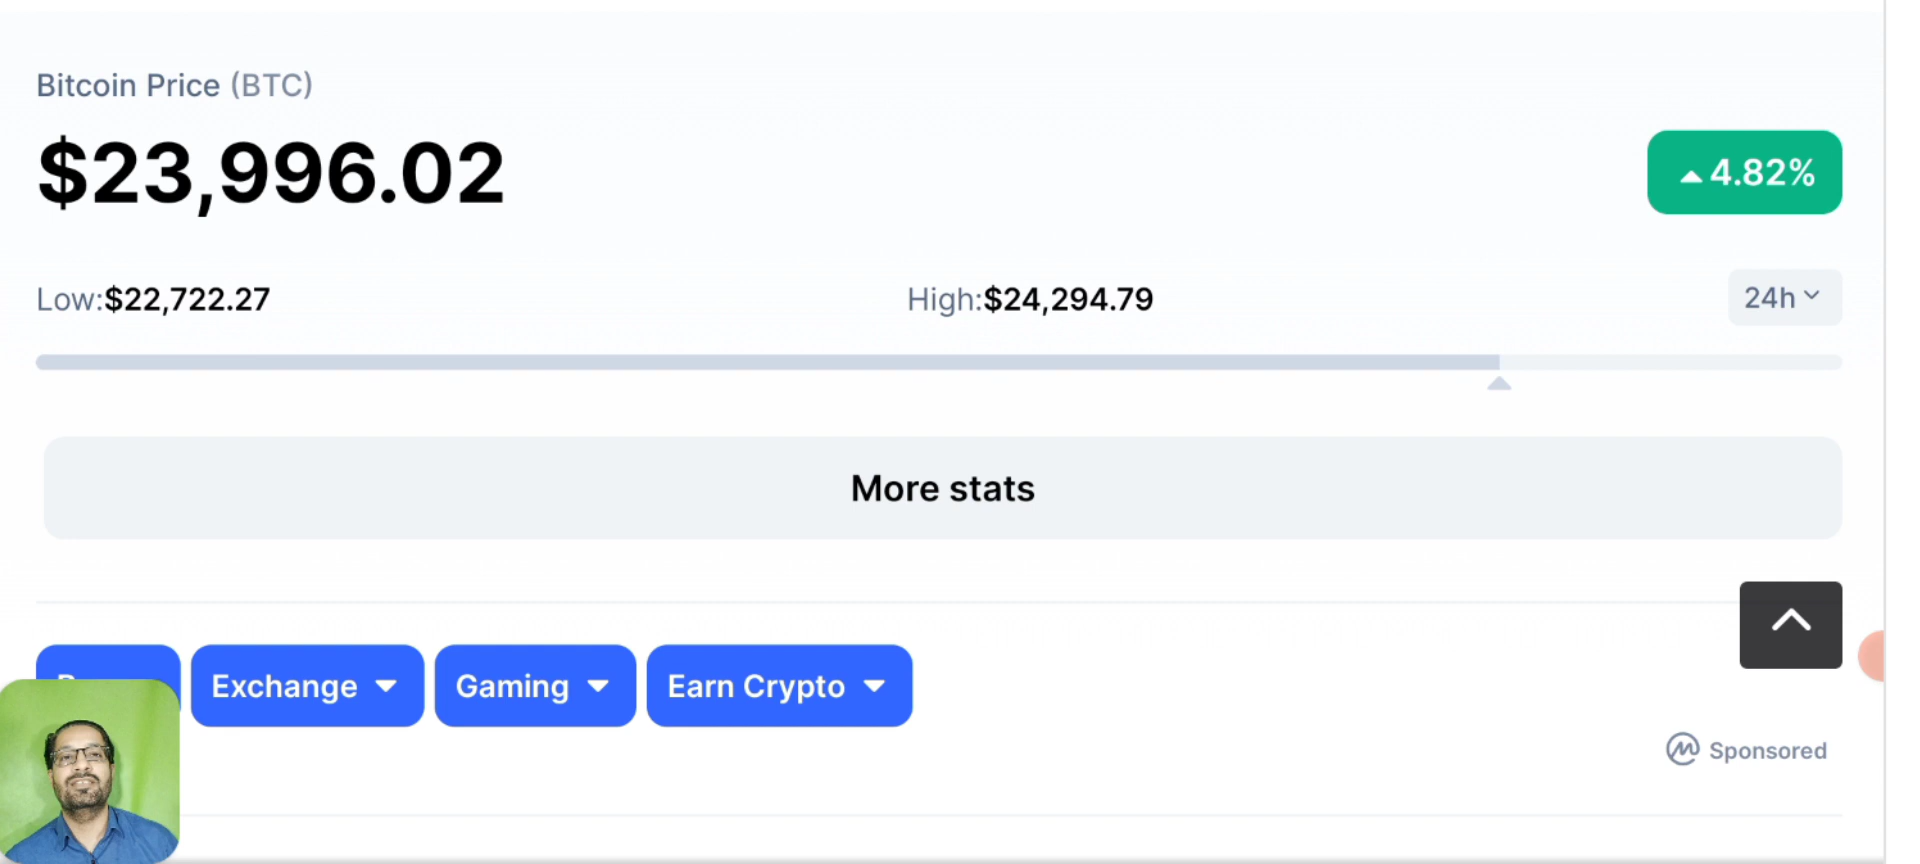 Bitcoin Price (BTC)
$23,996.02
4.82%
Low:$22,722.27
High:$24,294.79
24h
More stats
Exchange
Gaming
Earn Crypto
Sponsored